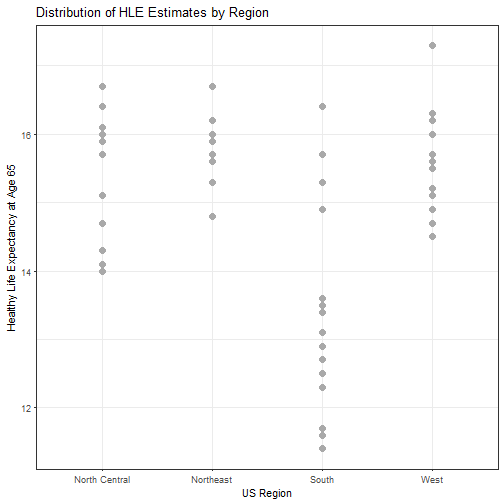 Distribution of HLE Estimates by Region
Healthy Life Expectancy at Age 65
16
14
12
North Central
Northeast
South
West
US Region